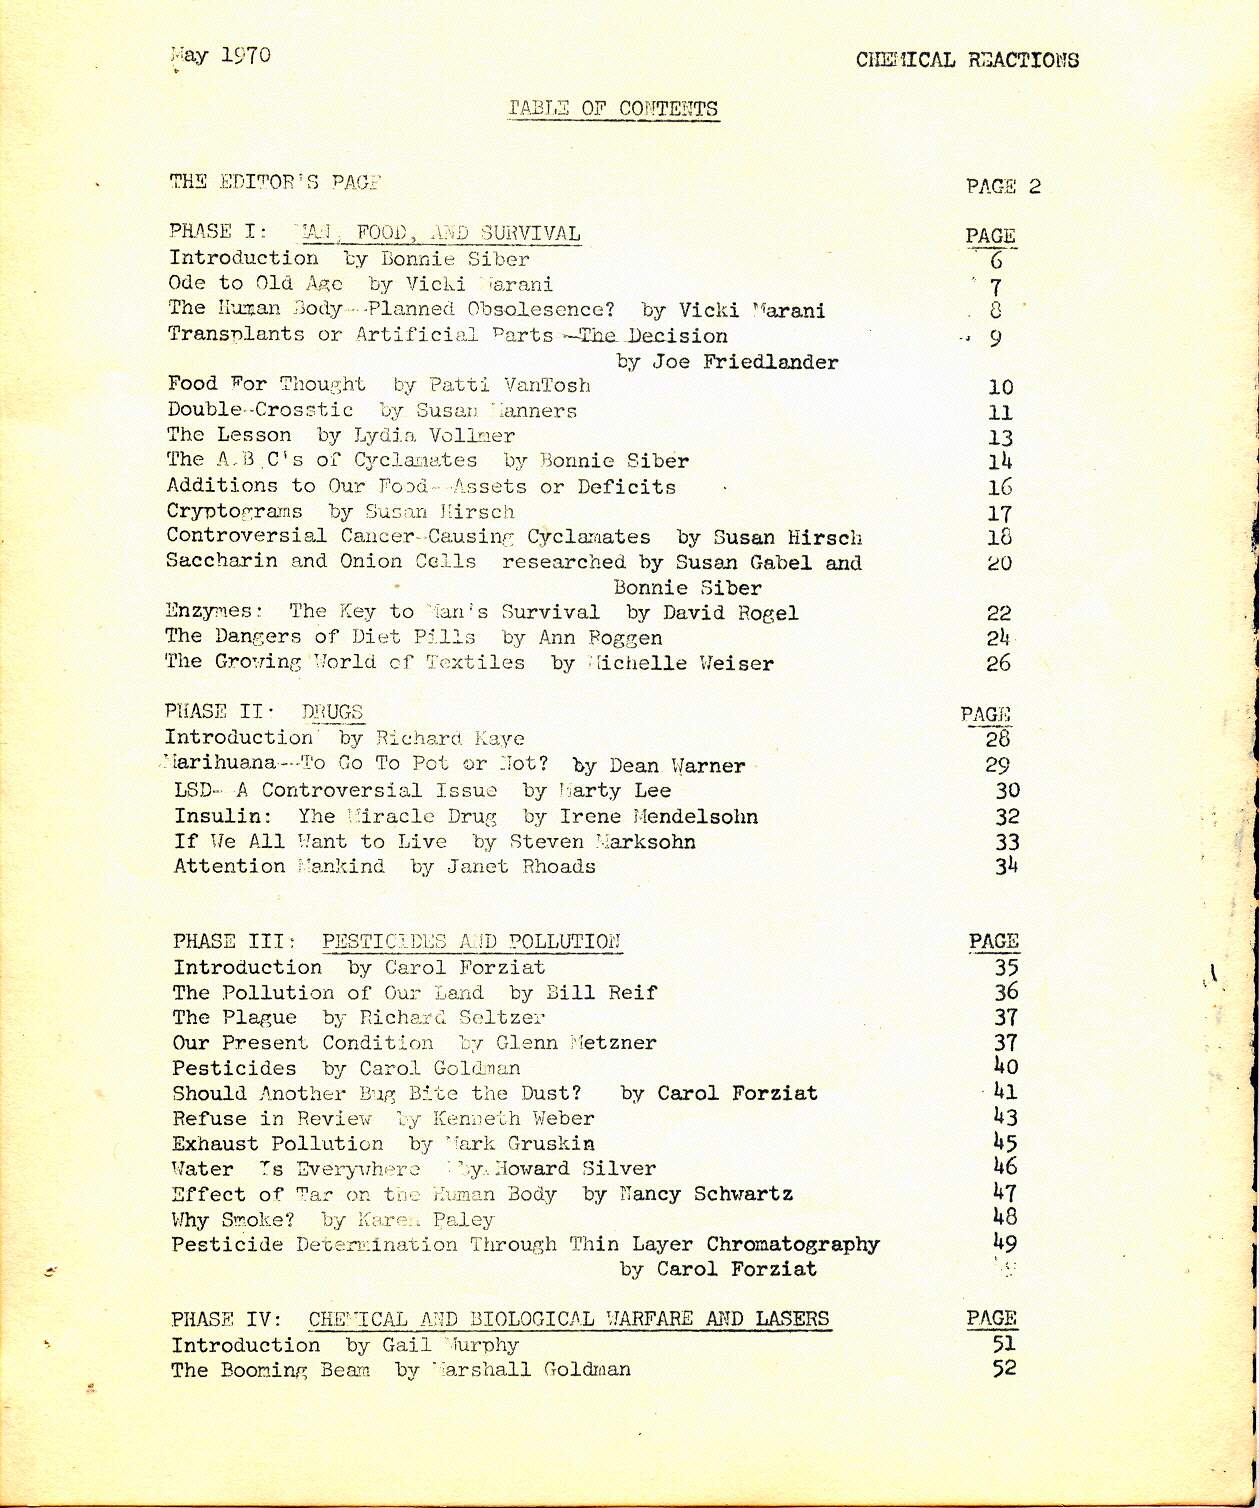 May 1970 CHEMICAL REACTIONS
TABLE OF CONTENTS
THE EDITOR'S PAGE PAGE 2
PHASE I: MAN, FOOD, AND SURVIVAL PAGE
Introduction by Bonnie Siber 6
Ode to Old Age by Vicki Marani 7
The Human Body--Planned Obsolesence? by Vicki Marani 8
Transplants or Artificial Parts--The Decision 9
by Joe Friedlander
Food For Thought by Patti VanTosh 10
Double-Crosstic by Susan Manners 11
The Lesson by Lydia Vollmer 13
The A.B.C's of Cyclamates by Bonnie Siber 14
Additions to Our Food--Assets or Deficits 16
Cryptograms by Susan Hirsch 17
Controversial Cancer-Causing Cyclamates by Susan Hirsch 18
Saccharin and Onion Cells researched by Susan Gabel and 20
Bonnie Siber
Enzymes: The Key to Man's Survival by David Rogel 22
The Dangers of Diet Pills by Ann Roggen 24
The Growing World of Textiles by Michelle Weiser 26
PHASE II: DRUGS PAGE
Introduction by Richard Kaye 28
Marihuana--To Go To Pot or Not? by Dean Warner 29
LSD--A Controversial Issue by Marty Lee 30
Insulin: Yhe Miracle Drug by Irene Mendelsohn 32
If We All Want to Live by Steven Marksohn 33
Attention Mankind by Janet Rhoads 34
PHASE III: PESTICIDES AND POLLUTION PAGE
Introduction by Carol Forziat 35
The Pollution of Our Land by Bill Reif 36
The Plague by Richard Seltzer 37
Our Present Condition by Glenn Metzner 37
Pesticides by Carol Goldman 40
Should Another Bug Bite the Dust? by Carol Forziat 41
Refuse in Review by Kenneth Weber 43
Exhaust Pollution by Mark Gruskin 45
Water Is Everywhere by Howard Silver 46
Effect of Tar on the Human Body by Nancy Schwartz 47
Why Smoke? by Karen Paley 48
Pesticide Determination Through Thin Layer Chromatography 49
by Carol Forziat
PHASE IV: CHEMICAL AND BIOLOGICAL WARFARE AND LASERS PAGE
Introduction by Gail Murphy 51
The Booming Beam by Marshall Goldman 52